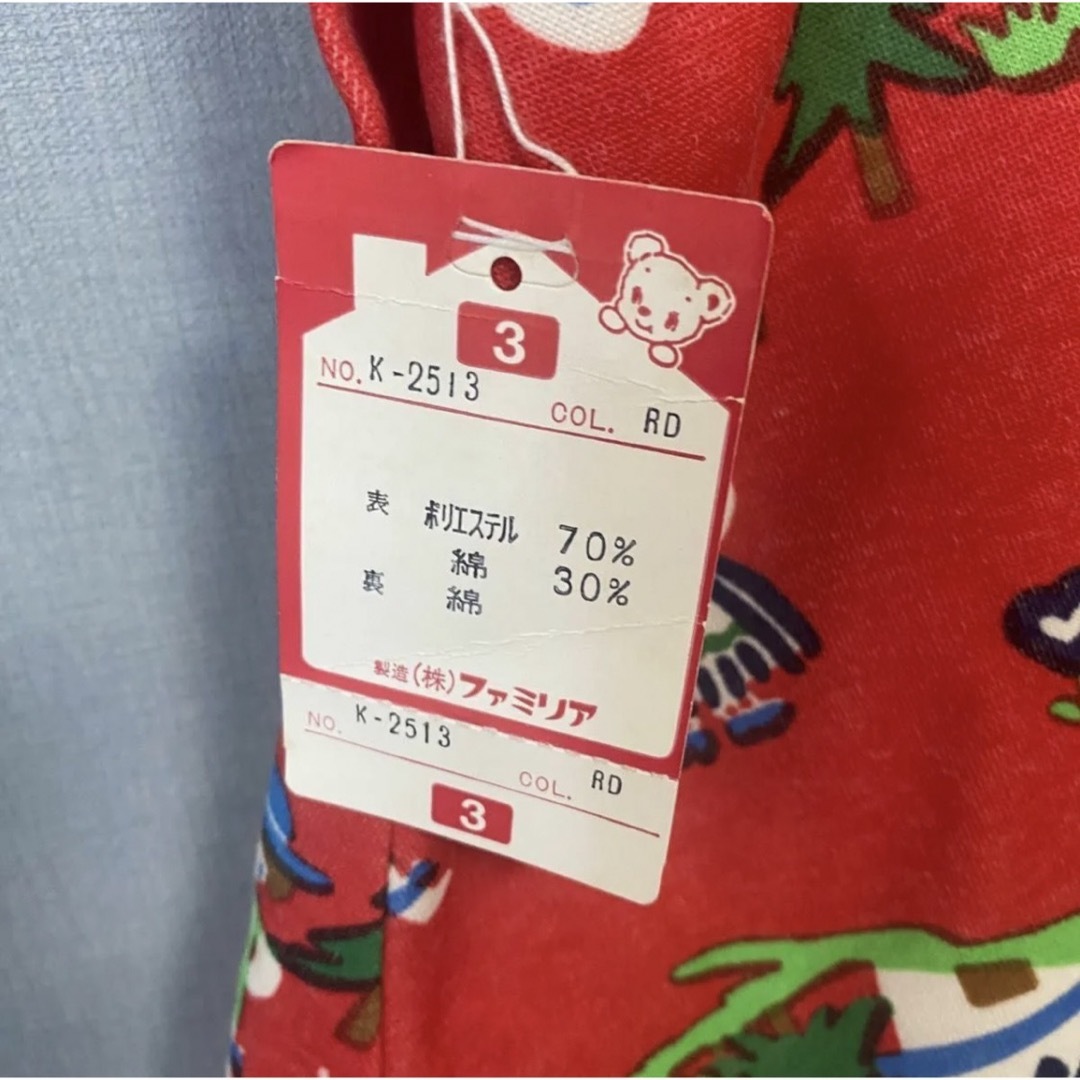 3
NO. K-2513 COL. RD
表 ポリエステル 70%
綿 30%
裏 綿
製造(株)ファミリア
NO. K-2513 COL. RD
3